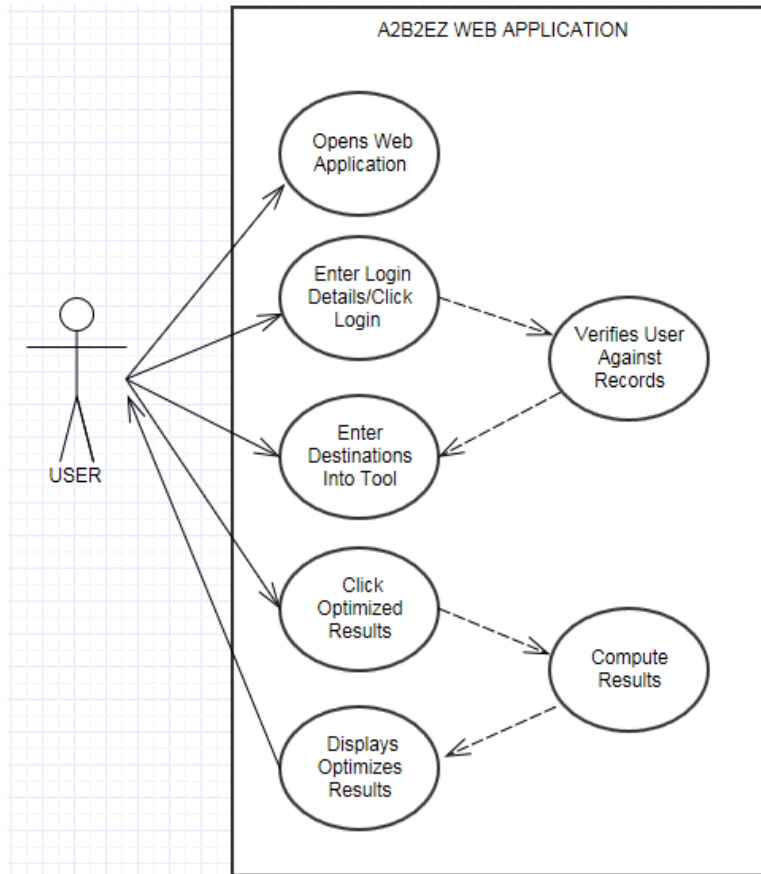 A2B2EZ WEB APPLICATION
Opens Web
Application
Enter Login
Details/Click
Login
Verifies User
Against
Records
USER
Enter
Destinations
Into Tool
Click
Optimized
Results
Compute
Results
Displays
Optimizes
Results